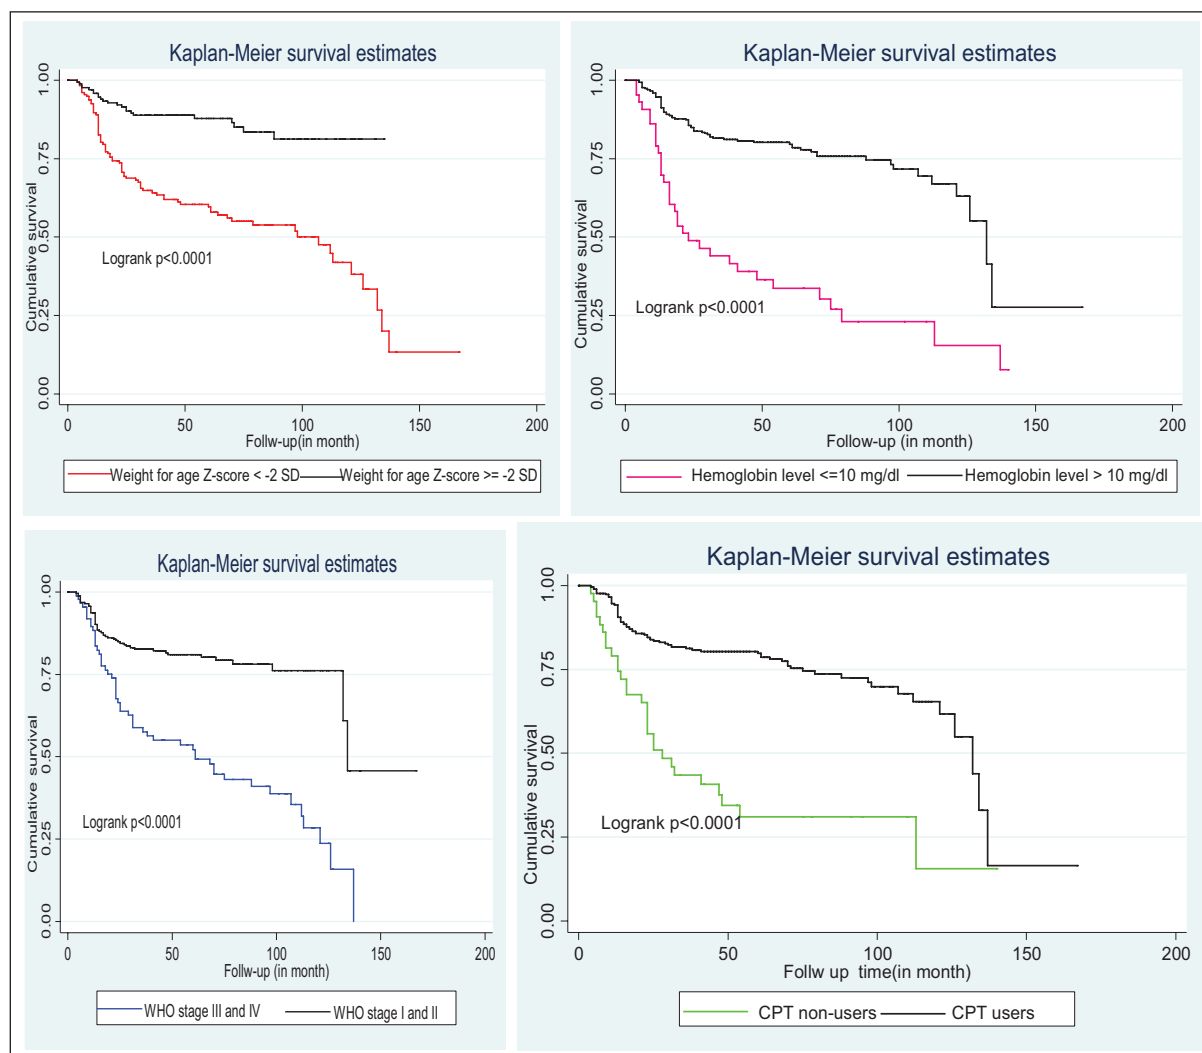 Kaplan-Meier survival estimates
Cumulative survival
1.00
0.75
0.50
0.25
0.00
Logrank p<0.0001
0 50 100 150 200
Follw-up(in month)
Weight for age Z-score < -2 SD Weight for age Z-score >= -2 SD
Kaplan-Meier survival estimates
Cumulative survival
1.00
0.75
0.50
0.25
0.00
Logrank p<0.0001
0 50 100 150 200
Follow-up (in month)
Hemoglobin level <=10 mg/dl Hemoglobin level > 10 mg/dl
Kaplan-Meier survival estimates
Cumulative survival
1.00
0.75
0.50
0.25
0.00
Logrank p<0.0001
0 50 100 150 200
Follw-up (in month)
WHO stage III and IV WHO stage I and II
Kaplan-Meier survival estimates
Cumulative survival
1.00
0.75
0.50
0.25
0.00
Logrank p<0.0001
0 50 100 150 200
Follw up time(in month)
CPT non-users CPT users